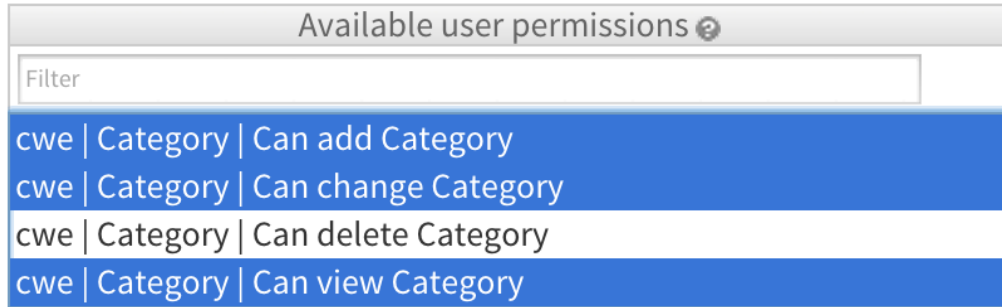 Available user permissions
Filter
cwe | Category | Can add Category
cwe | Category | Can change Category
cwe | Category | Can delete Category
cwe | Category | Can view Category